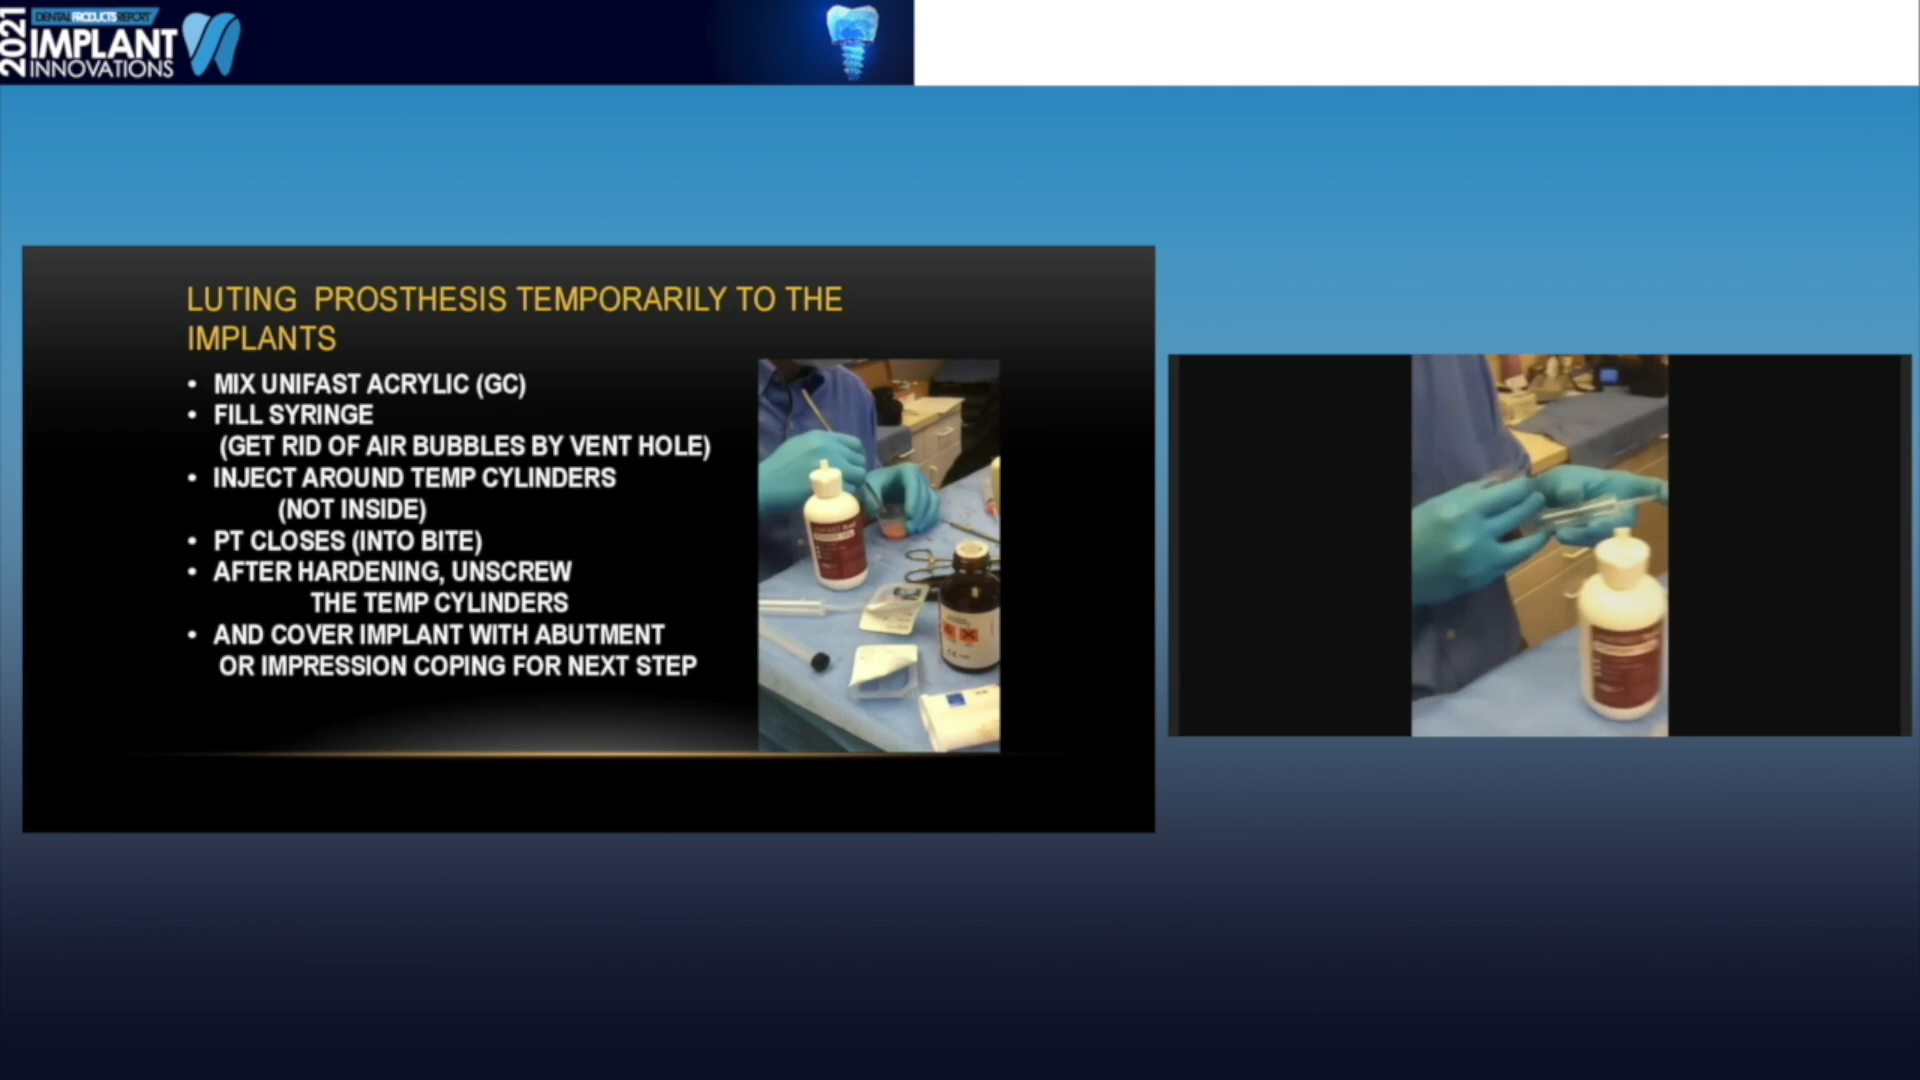 2021
DENTAL PRODUCTS REPORT
IMPLANT
INNOVATIONS
LUTING PROSTHESIS TEMPORARILY TO THE
IMPLANTS
• MIX UNIFAST ACRYLIC (GC)
• FILL SYRINGE
(GET RID OF AIR BUBBLES BY VENT HOLE)
• INJECT AROUND TEMP CYLINDERS
(NOT INSIDE)
• PT CLOSES (INTO BITE)
• AFTER HARDENING, UNSCREW
THE TEMP CYLINDERS
• AND COVER IMPLANT WITH ABUTMENT
OR IMPRESSION COPING FOR NEXT STEP